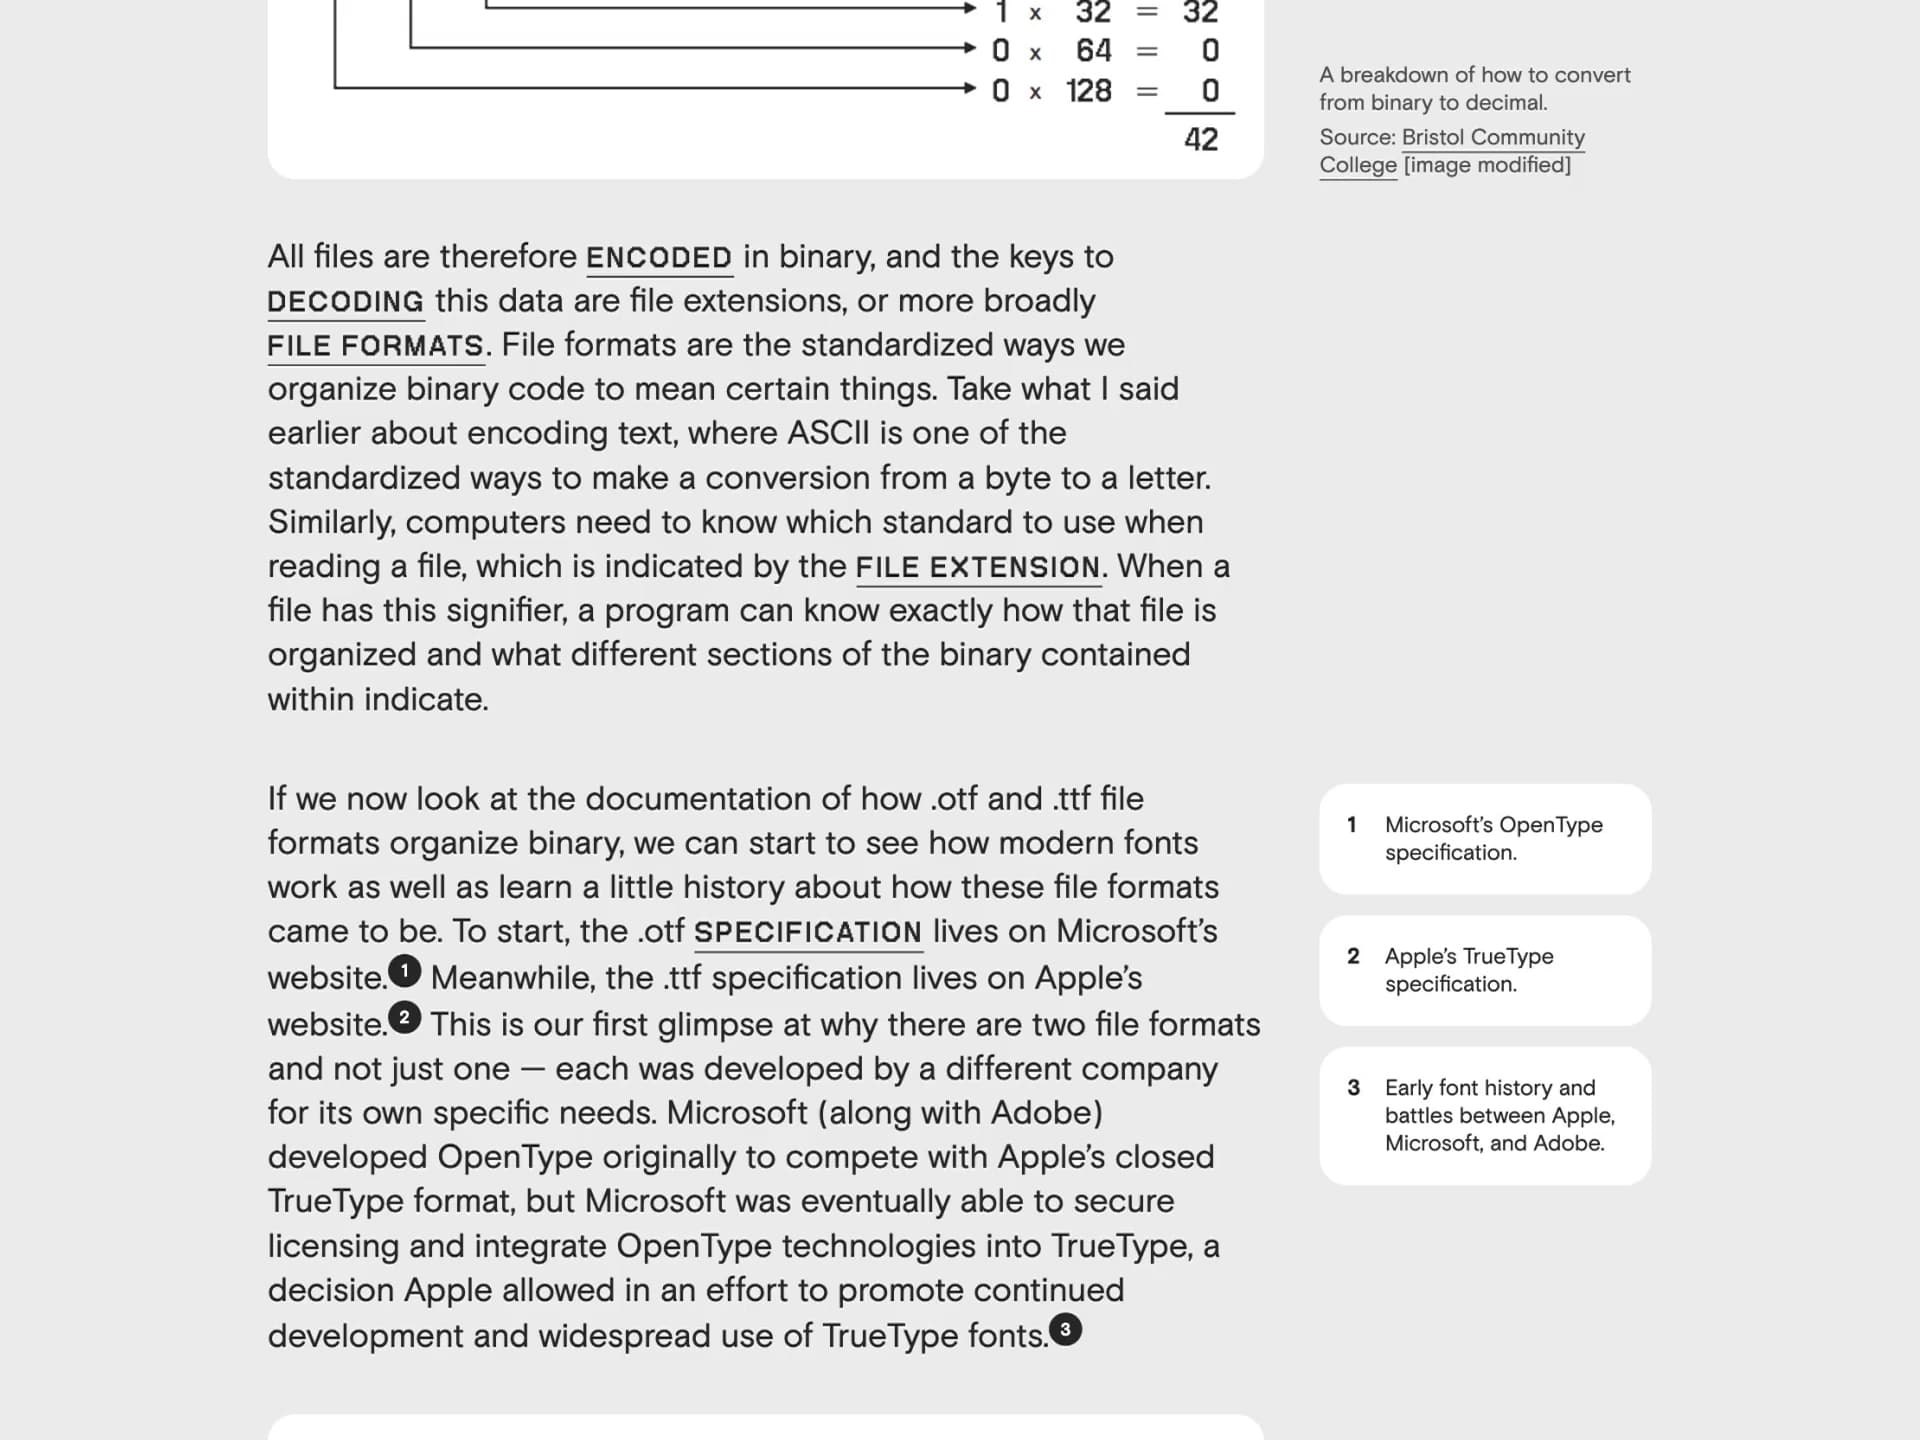 1 x 32 = 32
0 x 64 = 0
0 x 128 = 0
42
A breakdown of how to convert
from binary to decimal.
Source: Bristol Community
College [image modified]
All files are therefore ENCODED in binary, and the keys to
DECODING this data are file extensions, or more broadly
FILE FORMATS. File formats are the standardized ways we
organize binary code to mean certain things. Take what I said
earlier about encoding text, where ASCII is one of the
standardized ways to make a conversion from a byte to a letter.
Similarly, computers need to know which standard to use when
reading a file, which is indicated by the FILE EXTENSION. When a
file has this signifier, a program can know exactly how that file is
organized and what different sections of the binary contained
within indicate.
If we now look at the documentation of how .otf and .ttf file
formats organize binary, we can start to see how modern fonts
work as well as learn a little history about how these file formats
came to be. To start, the .otf SPECIFICATION lives on Microsoft’s
website.1 Meanwhile, the .ttf specification lives on Apple’s
website.2 This is our first glimpse at why there are two file formats
and not just one — each was developed by a different company
for its own specific needs. Microsoft (along with Adobe)
developed OpenType originally to compete with Apple’s closed
TrueType format, but Microsoft was eventually able to secure
licensing and integrate OpenType technologies into TrueType, a
decision Apple allowed in an effort to promote continued
development and widespread use of TrueType fonts.3
1 Microsoft’s OpenType
specification.
2 Apple’s TrueType
specification.
3 Early font history and
battles between Apple,
Microsoft, and Adobe.